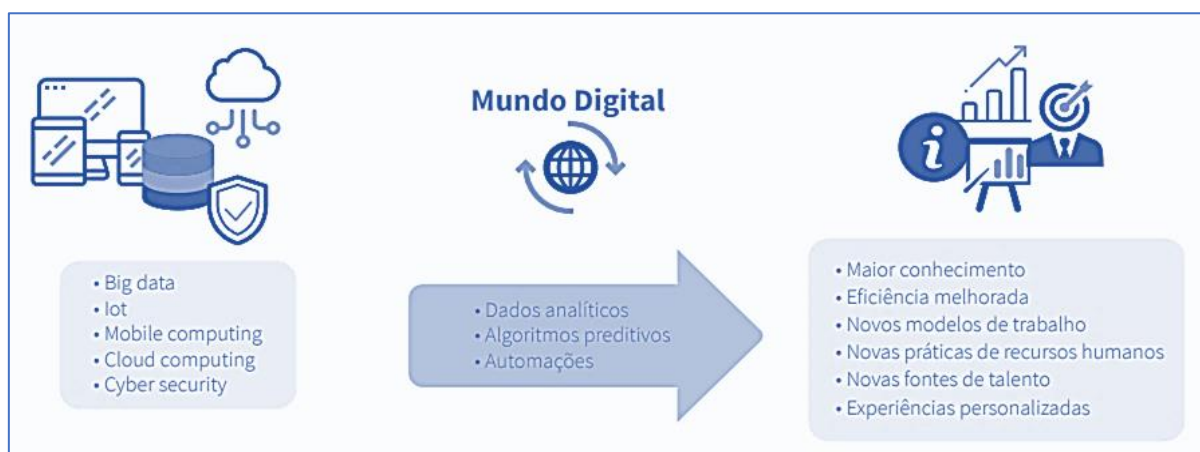 Mundo Digital
• Big data
• Iot
• Mobile computing
• Cloud computing
• Cyber security
• Dados analíticos
• Algoritmos preditivos
• Automações
• Maior conhecimento
• Eficiência melhorada
• Novos modelos de trabalho
• Novas práticas de recursos humanos
• Novas fontes de talento
• Experiências personalizadas